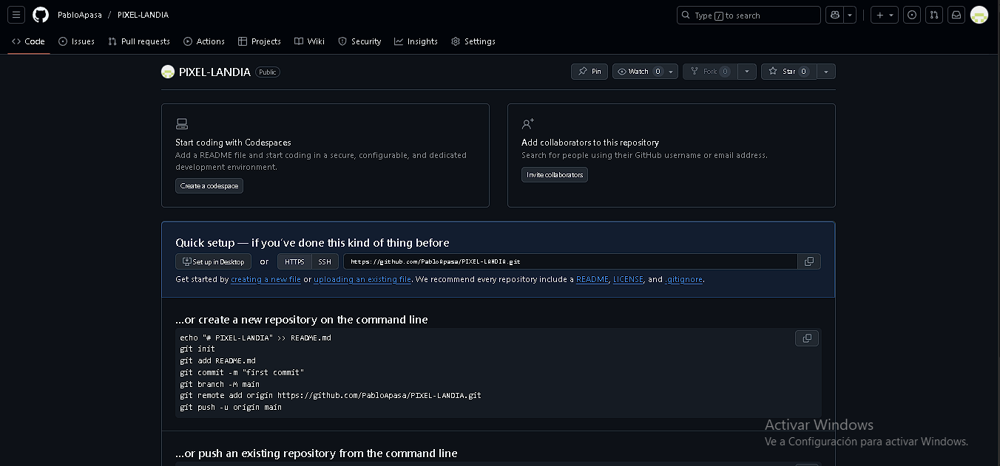 PabloApasa / PIXEL-LANDIA
Type / to search
Code Issues Pull requests Actions Projects Wiki Security Insights Settings
PIXEL-LANDIA Public
Pin Watch 0 Fork 0 Star 0
Start coding with Codespaces
Add a README file and start coding in a secure, configurable, and dedicated
development environment.
Create a codespace
Add collaborators to this repository
Search for people using their GitHub username or email address.
Invite collaborators
Quick setup — if you've done this kind of thing before
Set up in Desktop or HTTPS SSH https://github.com/PabloApasa/PIXEL-LANDIA.git
Get started by creating a new file or uploading an existing file. We recommend every repository include a README, LICENSE, and .gitignore.
...or create a new repository on the command line
echo "# PIXEL-LANDIA" >> README.md
git init
git add README.md
git commit -m "first commit"
git branch -M main
git remote add origin https://github.com/PabloApasa/PIXEL-LANDIA.git
git push -u origin main
...or push an existing repository from the command line
Activar Windows
Ve a Configuración para activar Windows.